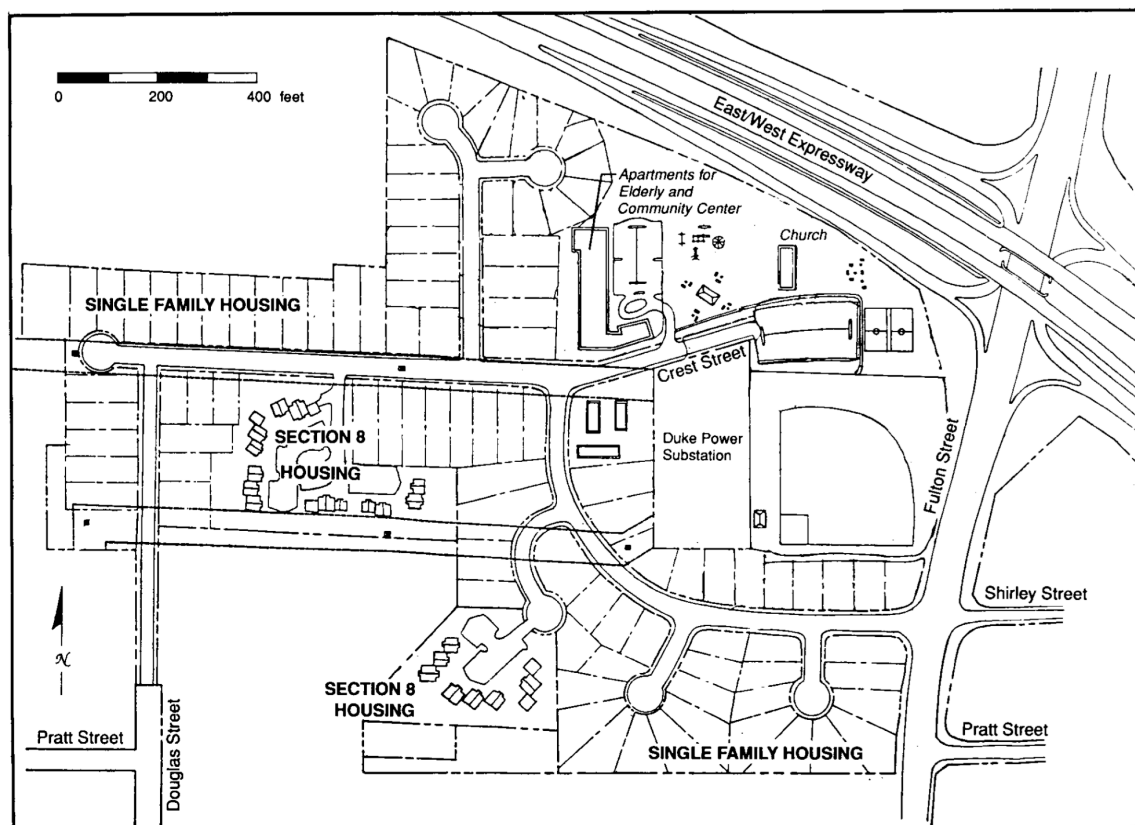 0 200 400 feet
East/West Expressway
Apartments for
Elderly and
Community Center
Church
SINGLE FAMILY HOUSING
Crest Street
SECTION 8
HOUSING
Duke Power
Substation
Fulton Street
Shirley Street
N
SECTION 8
HOUSING
Pratt Street
Douglas Street
SINGLE FAMILY HOUSING
Pratt Street